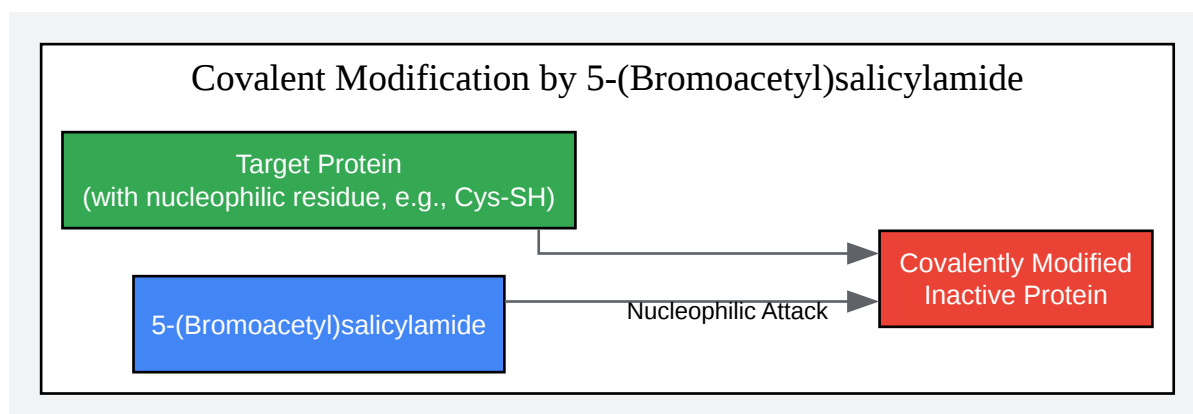 Covalent Modification by 5-(Bromoacetyl)salicylamide
Target Protein
(with nucleophilic residue, e.g., Cys-SH)
5-(Bromoacetyl)salicylamide
Nucleophilic Attack
Covalently Modified
Inactive Protein